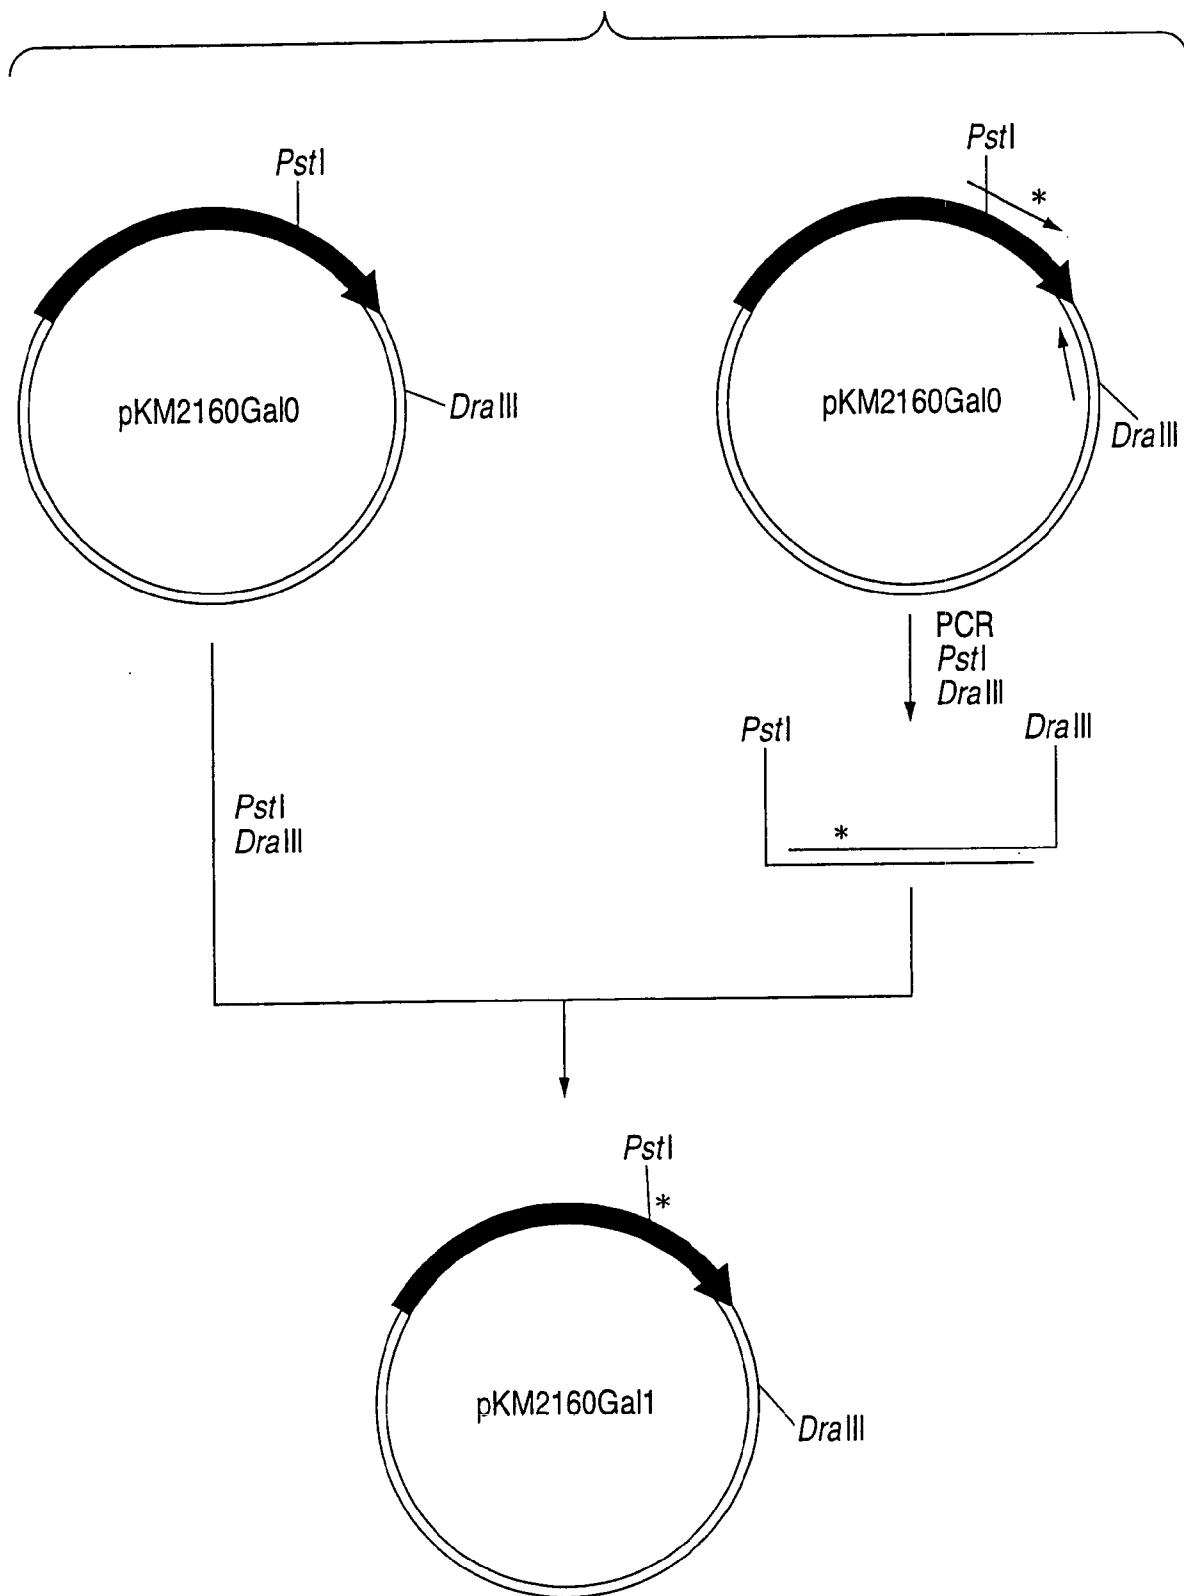 PstI
pKM2160Gal0
DraIII
PstI
*
pKM2160Gal0
DraIII
PstI
DraIII
PCR
PstI
DraIII
PstI
DraIII
*
PstI
*
pKM2160Gal1
DraIII